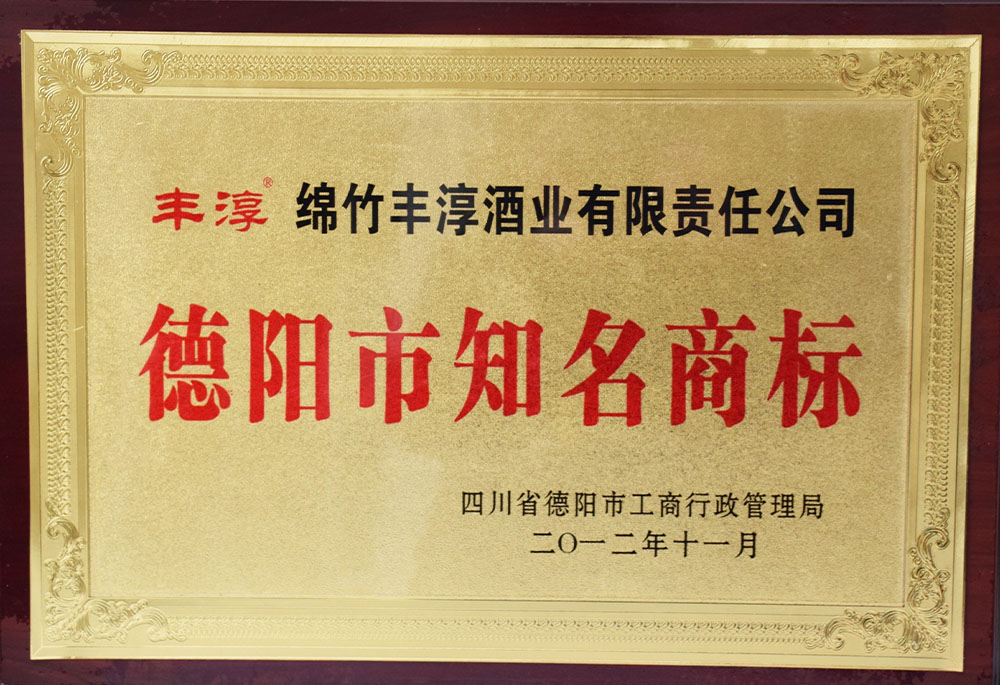 丰淳® 绵竹丰淳酒业有限责任公司
德阳市知名商标
四川省德阳市工商行政管理局
二〇一二年十一月